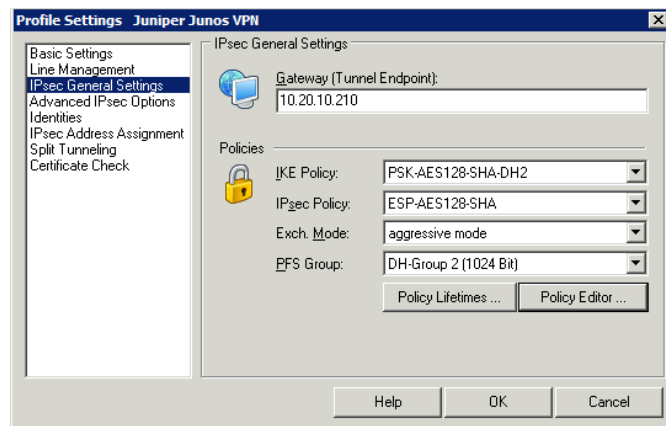 Profile Settings Juniper Junos VPN
Basic Settings
Line Management
IPsec General Settings
Advanced IPsec Options
Identities
IPsec Address Assignment
Split Tunneling
Certificate Check
IPsec General Settings
Gateway (Tunnel Endpoint):
10.20.10.210
Policies
IKE Policy: PSK-AES128-SHA-DH2
IPsec Policy: ESP-AES128-SHA
Exch. Mode: aggressive mode
PFS Group: DH-Group 2 (1024 Bit)
Policy Lifetimes ... Policy Editor ...
Help OK Cancel